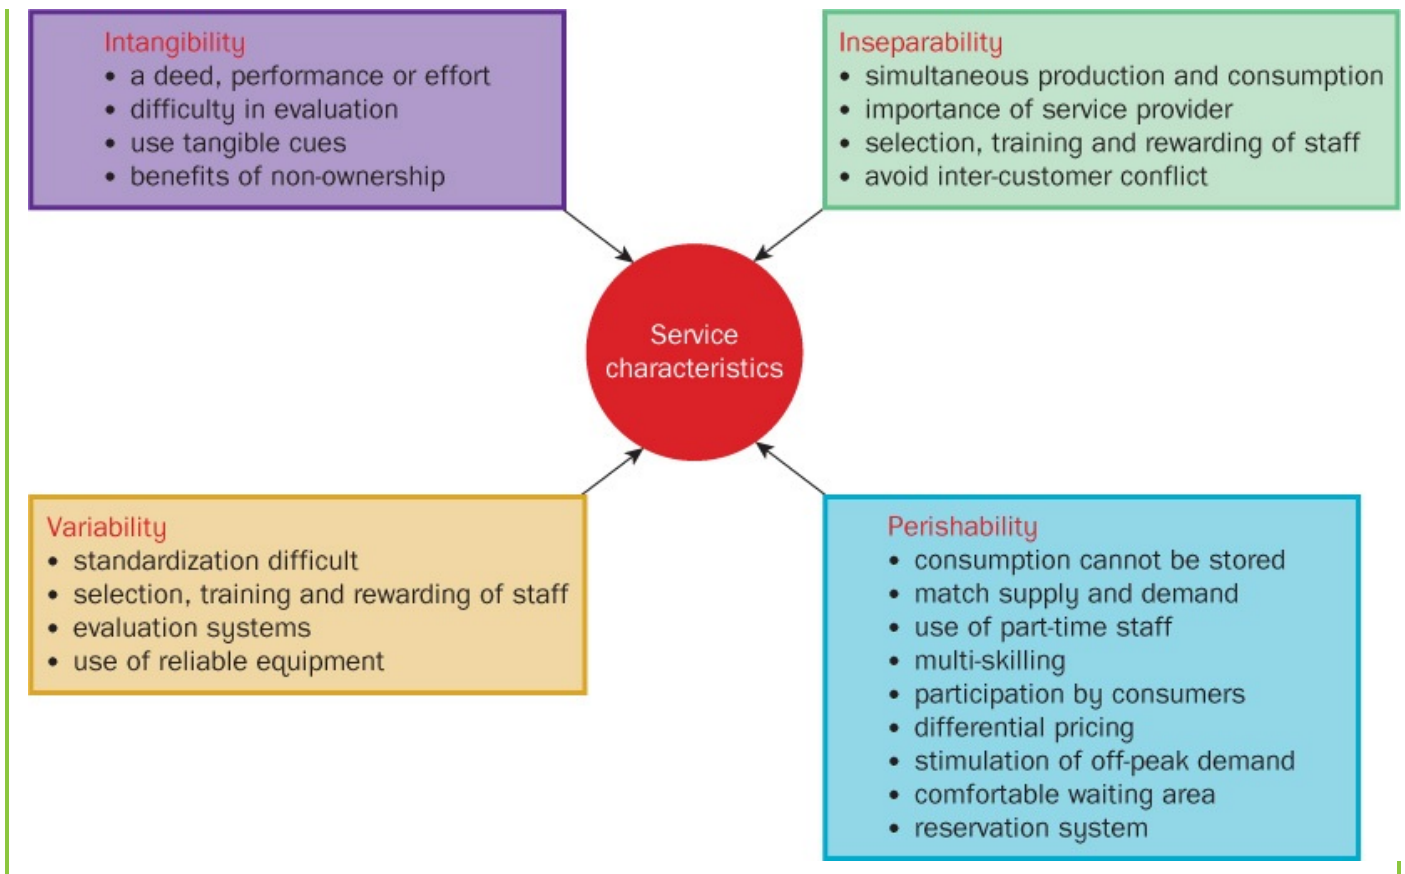 Intangibility
• a deed, performance or effort
• difficulty in evaluation
• use tangible cues
• benefits of non-ownership
Inseparability
• simultaneous production and consumption
• importance of service provider
• selection, training and rewarding of staff
• avoid inter-customer conflict
Service
characteristics
Variability
• standardization difficult
• selection, training and rewarding of staff
• evaluation systems
• use of reliable equipment
Perishability
• consumption cannot be stored
• match supply and demand
• use of part-time staff
• multi-skilling
• participation by consumers
• differential pricing
• stimulation of off-peak demand
• comfortable waiting area
• reservation system